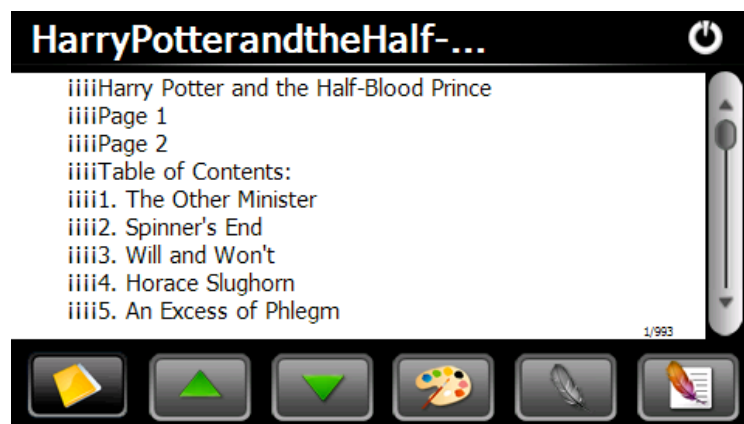 HarryPotterandtheHalf-...
iiiiHarry Potter and the Half-Blood Prince
iiiiPage 1
iiiiPage 2
iiiiTable of Contents:
iiii1. The Other Minister
iiii2. Spinner's End
iiii3. Will and Won't
iiii4. Horace Slughorn
iiii5. An Excess of Phlegm
1/993